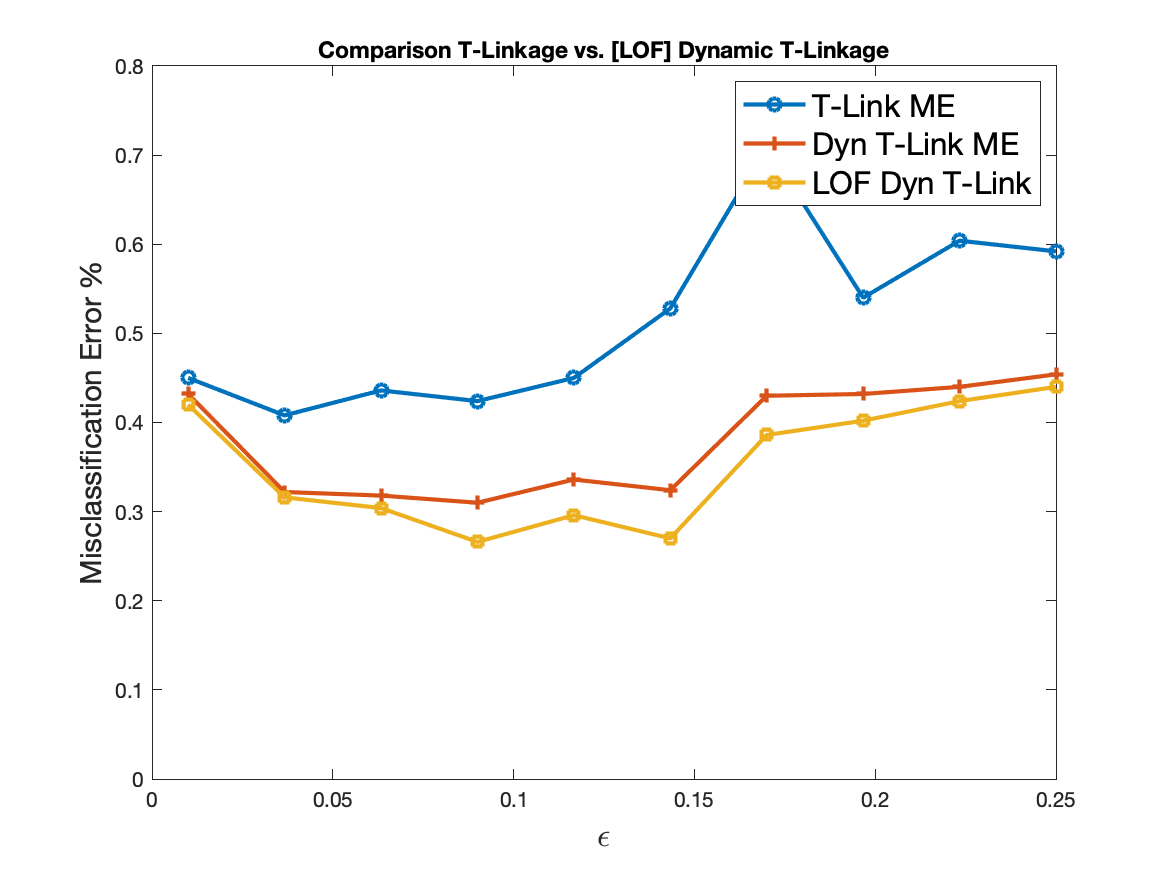 Comparison T-Linkage vs. [LOF] Dynamic T-Linkage
T-Link ME
Dyn T-Link ME
LOF Dyn T-Link
Misclassification Error %
0.8
0.7
0.6
0.5
0.4
0.3
0.2
0.1
0
0 0.05 0.1 0.15 0.2 0.25
ϵ